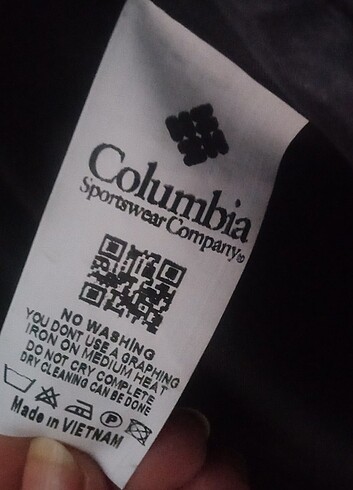 Columbia
Sportswear Company®
NO WASHING
YOU DONT USE A GRAPHING
IRON ON MEDIUM HEAT
DO NOT CRY COMPLETE
DRY CLEANING CAN BE DONE
P
Made in VIETNAM